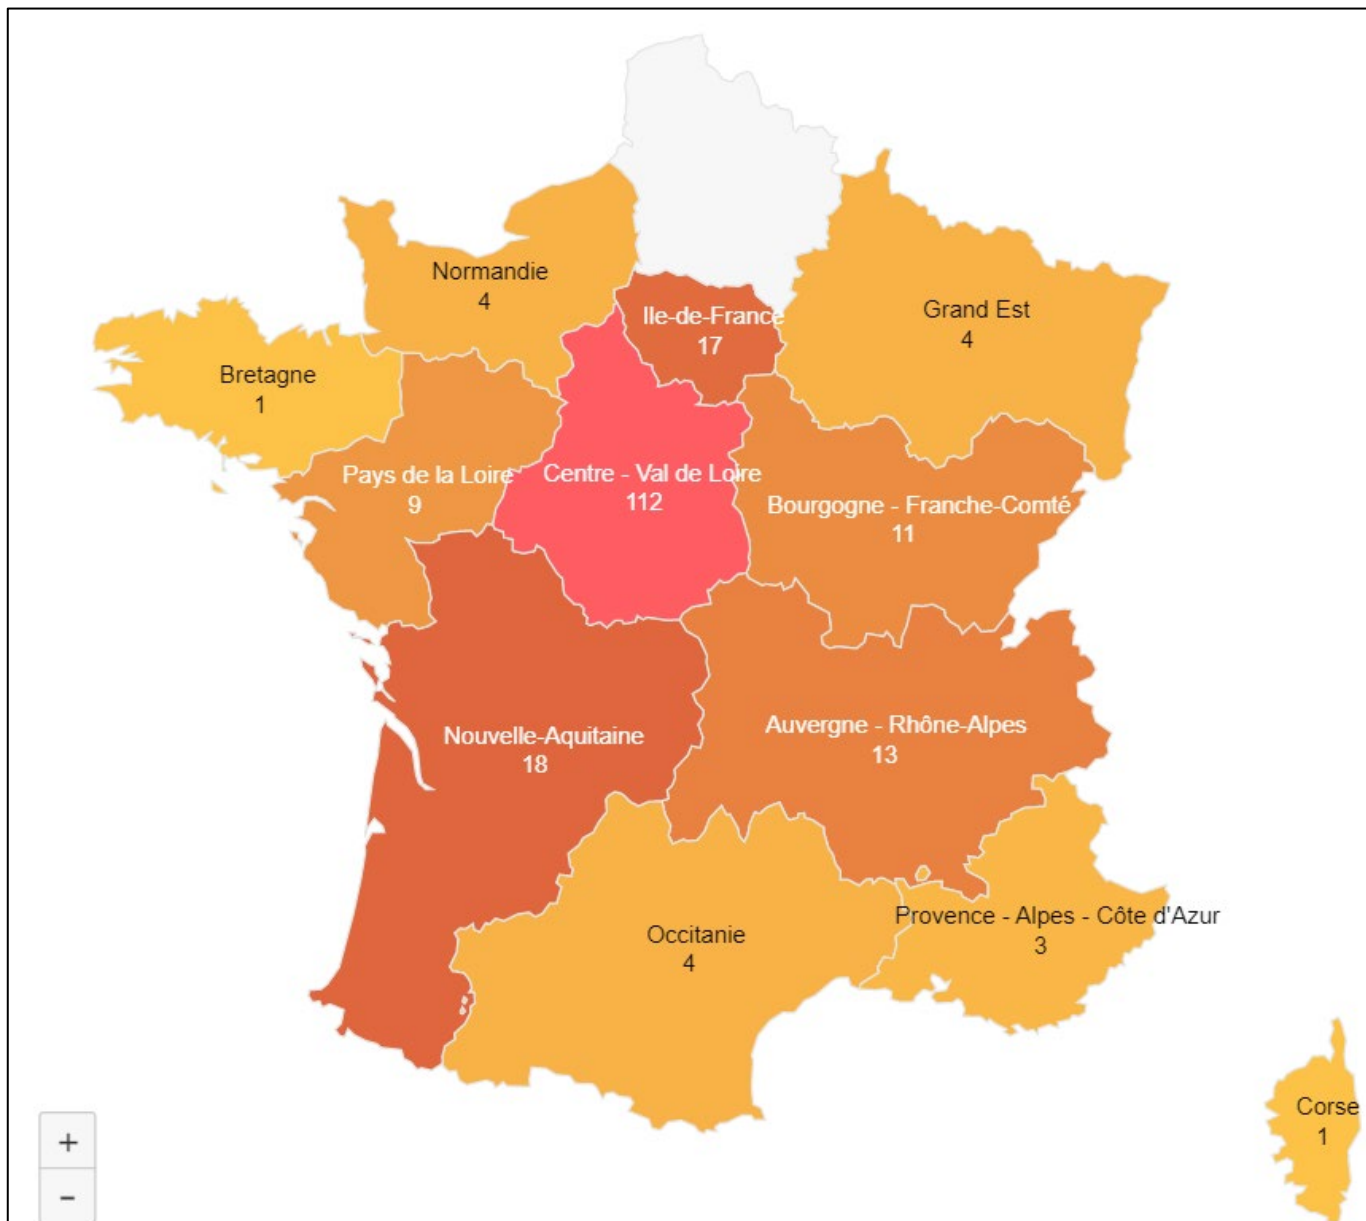 Normandie
4
Ile-de-France
17
Grand Est
4
Bretagne
1
Pays de la Loire
9
Centre - Val de Loire
112
Bourgogne - Franche-Comté
11
Nouvelle-Aquitaine
18
Auvergne - Rhône-Alpes
13
Occitanie
4
Provence - Alpes - Côte d'Azur
3
Corse
1
+
−